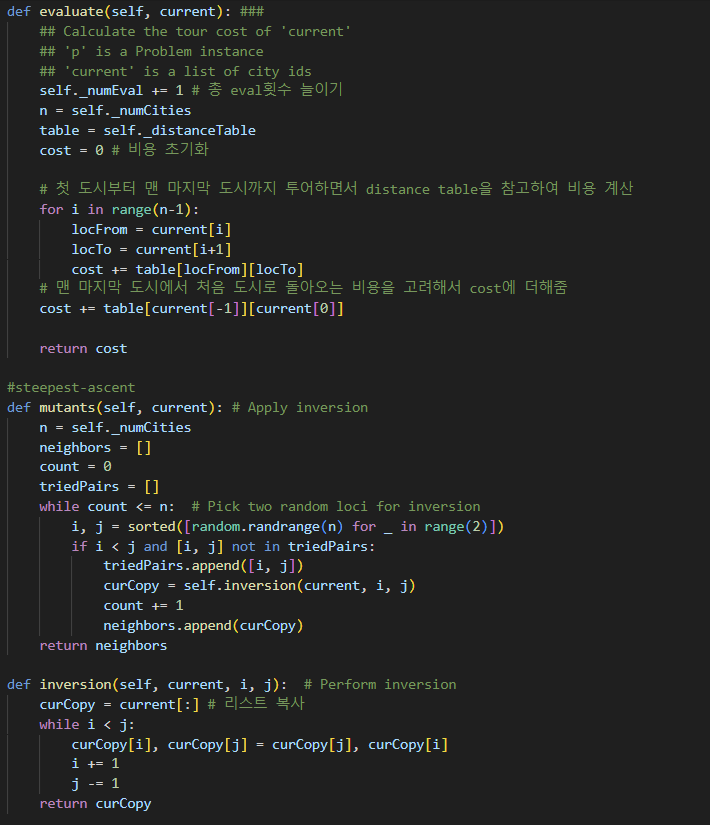 def evaluate(self, current): ###
    ## Calculate the tour cost of 'current'
    ## 'p' is a Problem instance
    ## 'current' is a list of city ids
    self._numEval += 1 # 총 eval횟수 늘이기
    n = self._numCities
    table = self._distanceTable
    cost = 0 # 비용 초기화

    # 첫 도시부터 맨 마지막 도시까지 투어하면서 distance table을 참고하여 비용 계산
    for i in range(n-1):
        locFrom = current[i]
        locTo = current[i+1]
        cost += table[locFrom][locTo]
    # 맨 마지막 도시에서 처음 도시로 돌아오는 비용을 고려해서 cost에 더해줌
    cost += table[current[-1]][current[0]]

    return cost

#steepest-ascent
def mutants(self, current): # Apply inversion
    n = self._numCities
    neighbors = []
    count = 0
    triedPairs = []
    while count <= n:  # Pick two random loci for inversion
        i, j = sorted([random.randrange(n) for _ in range(2)])
        if i < j and [i, j] not in triedPairs:
            triedPairs.append([i, j])
            curCopy = self.inversion(current, i, j)
            count += 1
            neighbors.append(curCopy)
    return neighbors

def inversion(self, current, i, j):  # Perform inversion
    curCopy = current[:] # 리스트 복사
    while i < j:
        curCopy[i], curCopy[j] = curCopy[j], curCopy[i]
        i += 1
        j -= 1
    return curCopy